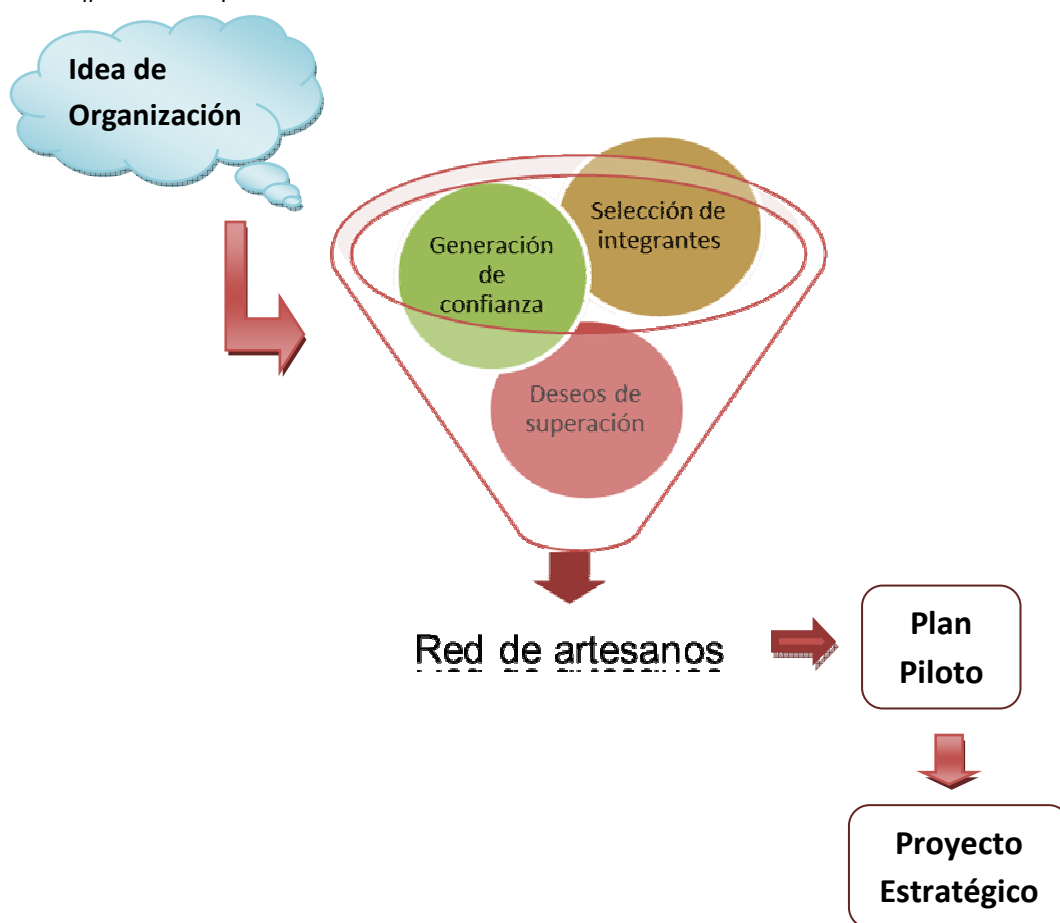 Idea de
Organización
Selección de
integrantes
Generación
de
confianza
Deseos de
superación
Red de artesanos
Plan
Piloto
Proyecto
Estratégico